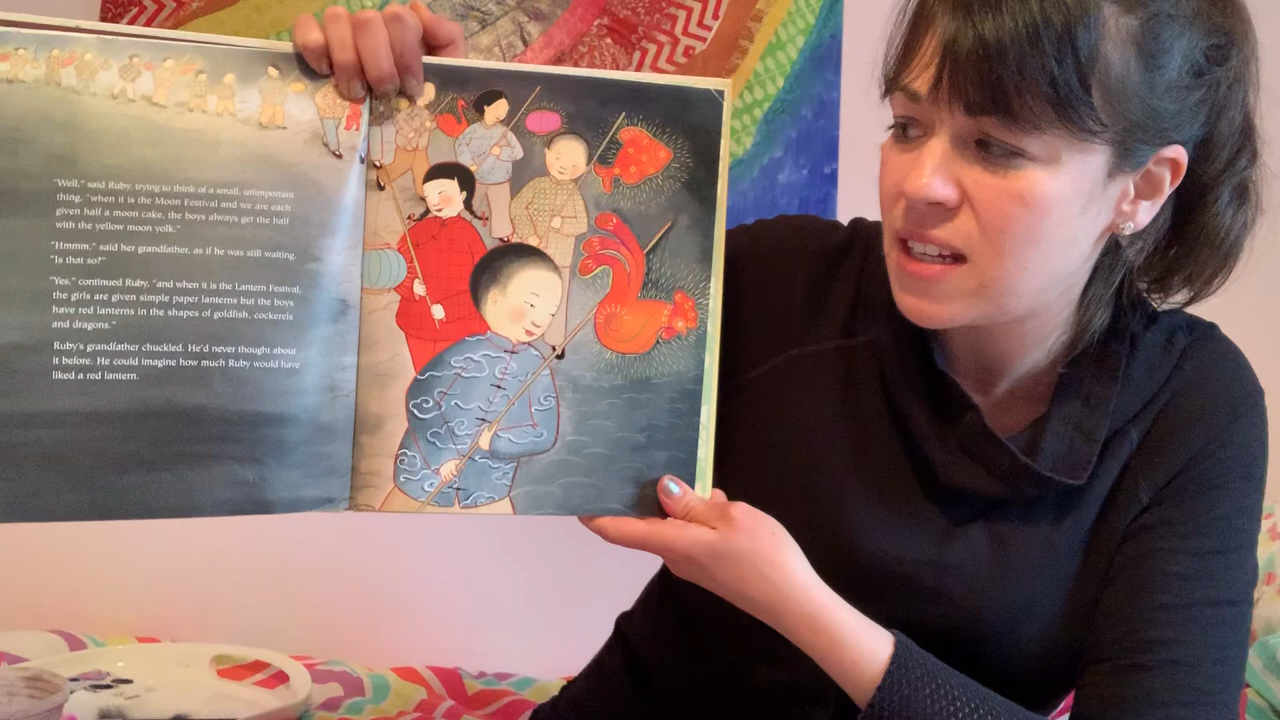 "Well," said Ruby, trying to think of a small, unimportant
thing, "when it is the Moon Festival and we are each
given half a moon cake, the boys always get the half
with the yellow moon yolk."
"Hmmm," said her grandfather, as if he was still waiting.
"Is that so?"
"Yes," continued Ruby, "and when it is the Lantern Festival,
the girls are given simple paper lanterns but the boys
have red lanterns in the shapes of goldfish, cockerels
and dragons."
Ruby's grandfather chuckled. He'd never thought about
it before. He could imagine how much Ruby would have
liked a red lantern.